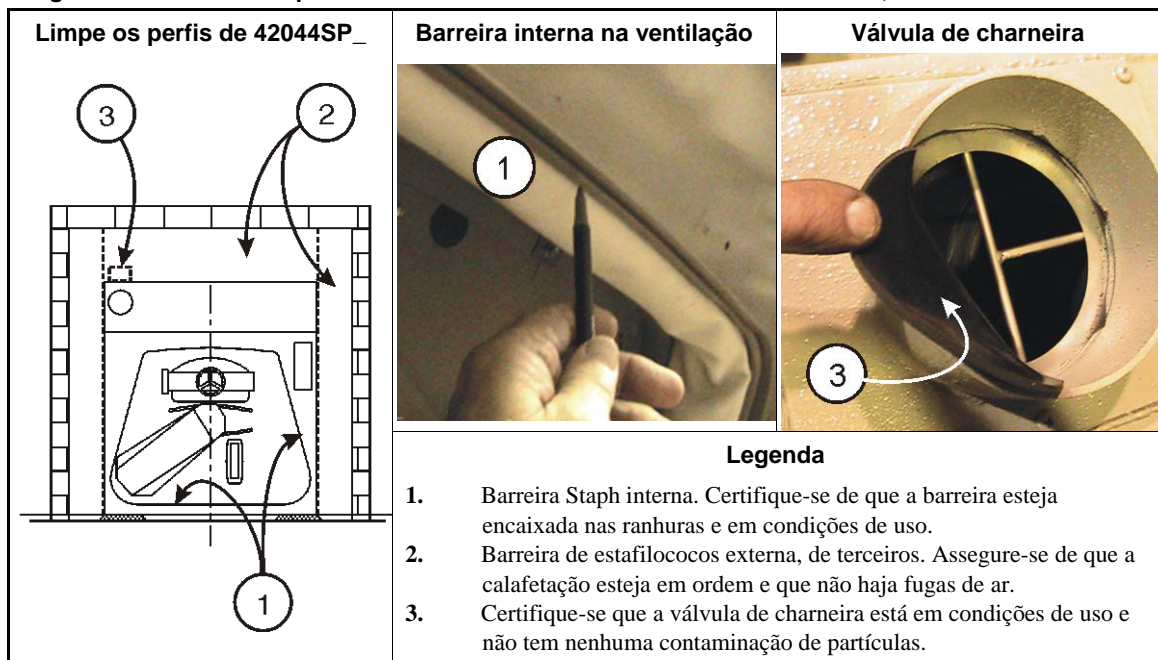 Limpe os perfis de 42044SP_
Barreira interna na ventilação
Válvula de charneira
3
2
1
1
3
Legenda
1. Barreira Staph interna. Certifique-se de que a barreira esteja
encaixada nas ranhuras e em condições de uso.
2. Barreira de estafilococos externa, de terceiros. Assegure-se de que a
calafetação esteja em ordem e que não haja fugas de ar.
3. Certifique-se que a válvula de charneira está em condições de uso e
não tem nenhuma contaminação de partículas.